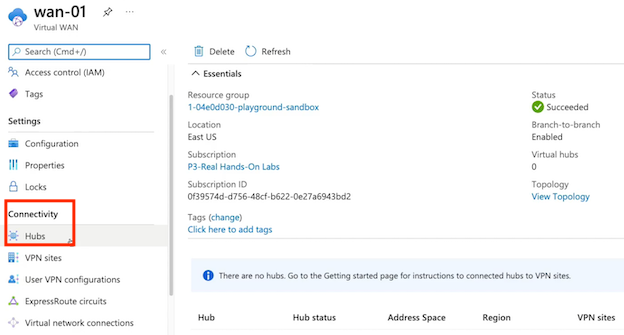 wan-01
Virtual WAN
Search (Cmd+/)
Access control (IAM)
Tags
Settings
Configuration
Properties
Locks
Connectivity
Hubs
VPN sites
User VPN configurations
ExpressRoute circuits
Virtual network connections
Delete
Refresh
Essentials
Resource group
1-04e0d030-playground-sandbox
Location
East US
Subscription
P3-Real Hands-On Labs
Subscription ID
0f39574d-d756-48cf-b622-0e27a6943bd2
Tags (change)
Click here to add tags
Status
Succeeded
Branch-to-branch
Enabled
Virtual hubs
0
Topology
View Topology
There are no hubs. Go to the Getting started page for instructions to connected hubs to VPN sites.
Hub Hub status Address Space Region VPN sites